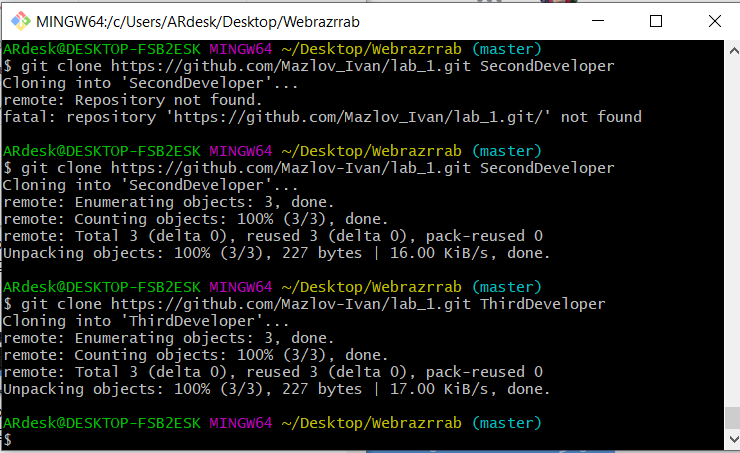 MINGW64:/c/Users/ARdesk/Desktop/Webrazrrab
ARdesk@DESKTOP-FSB2ESK MINGW64 ~/Desktop/Webrazrrab (master)
$ git clone https://github.com/Mazlov_Ivan/lab_1.git SecondDeveloper
Cloning into 'SecondDeveloper'...
remote: Repository not found.
fatal: repository 'https://github.com/Mazlov_Ivan/lab_1.git/' not found
ARdesk@DESKTOP-FSB2ESK MINGW64 ~/Desktop/Webrazrrab (master)
$ git clone https://github.com/Mazlov-Ivan/lab_1.git SecondDeveloper
Cloning into 'SecondDeveloper'...
remote: Enumerating objects: 3, done.
remote: Counting objects: 100% (3/3), done.
remote: Total 3 (delta 0), reused 3 (delta 0), pack-reused 0
Unpacking objects: 100% (3/3), 227 bytes | 16.00 KiB/s, done.
ARdesk@DESKTOP-FSB2ESK MINGW64 ~/Desktop/Webrazrrab (master)
$ git clone https://github.com/Mazlov-Ivan/lab_1.git ThirdDeveloper
Cloning into 'ThirdDeveloper'...
remote: Enumerating objects: 3, done.
remote: Counting objects: 100% (3/3), done.
remote: Total 3 (delta 0), reused 3 (delta 0), pack-reused 0
Unpacking objects: 100% (3/3), 227 bytes | 17.00 KiB/s, done.
ARdesk@DESKTOP-FSB2ESK MINGW64 ~/Desktop/Webrazrrab (master)
$